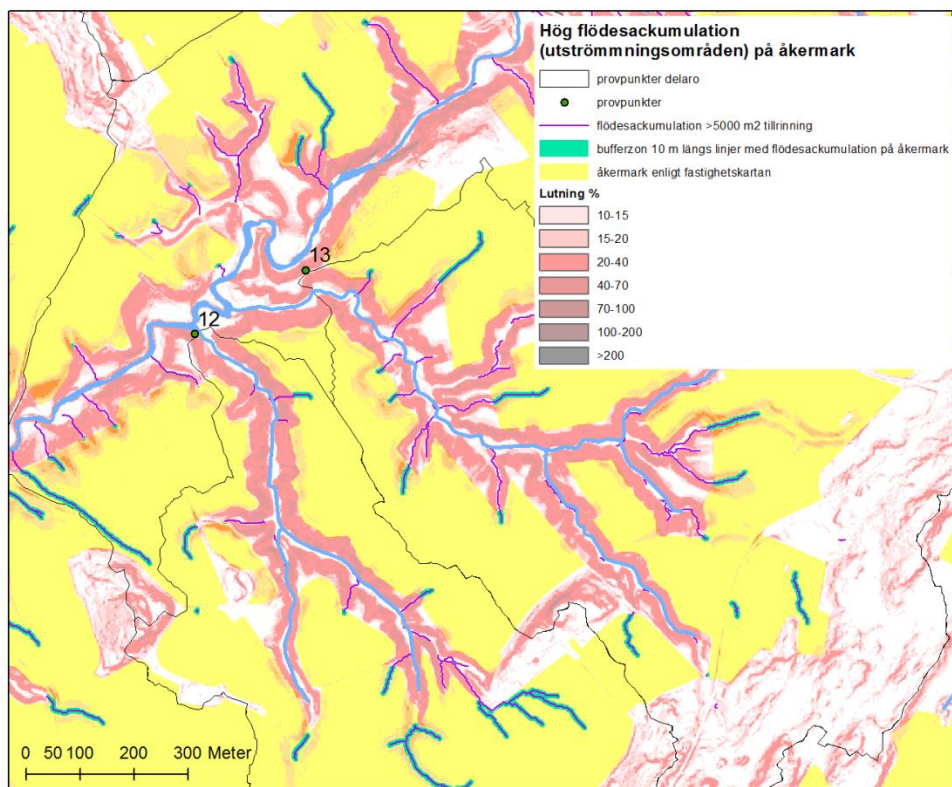 Hög flödesackumulation
(utströmmningsområden) på åkermark
provpunkter delaro
provpunkter
flödesackumulation >5000 m2 tillrinning
bufferzon 10 m längs linjer med flödesackumulation på åkermark
åkermark enligt fastighetskartan
Lutning %
10-15
15-20
20-40
40-70
70-100
100-200
>200
13
12
0 50 100 200 300 Meter